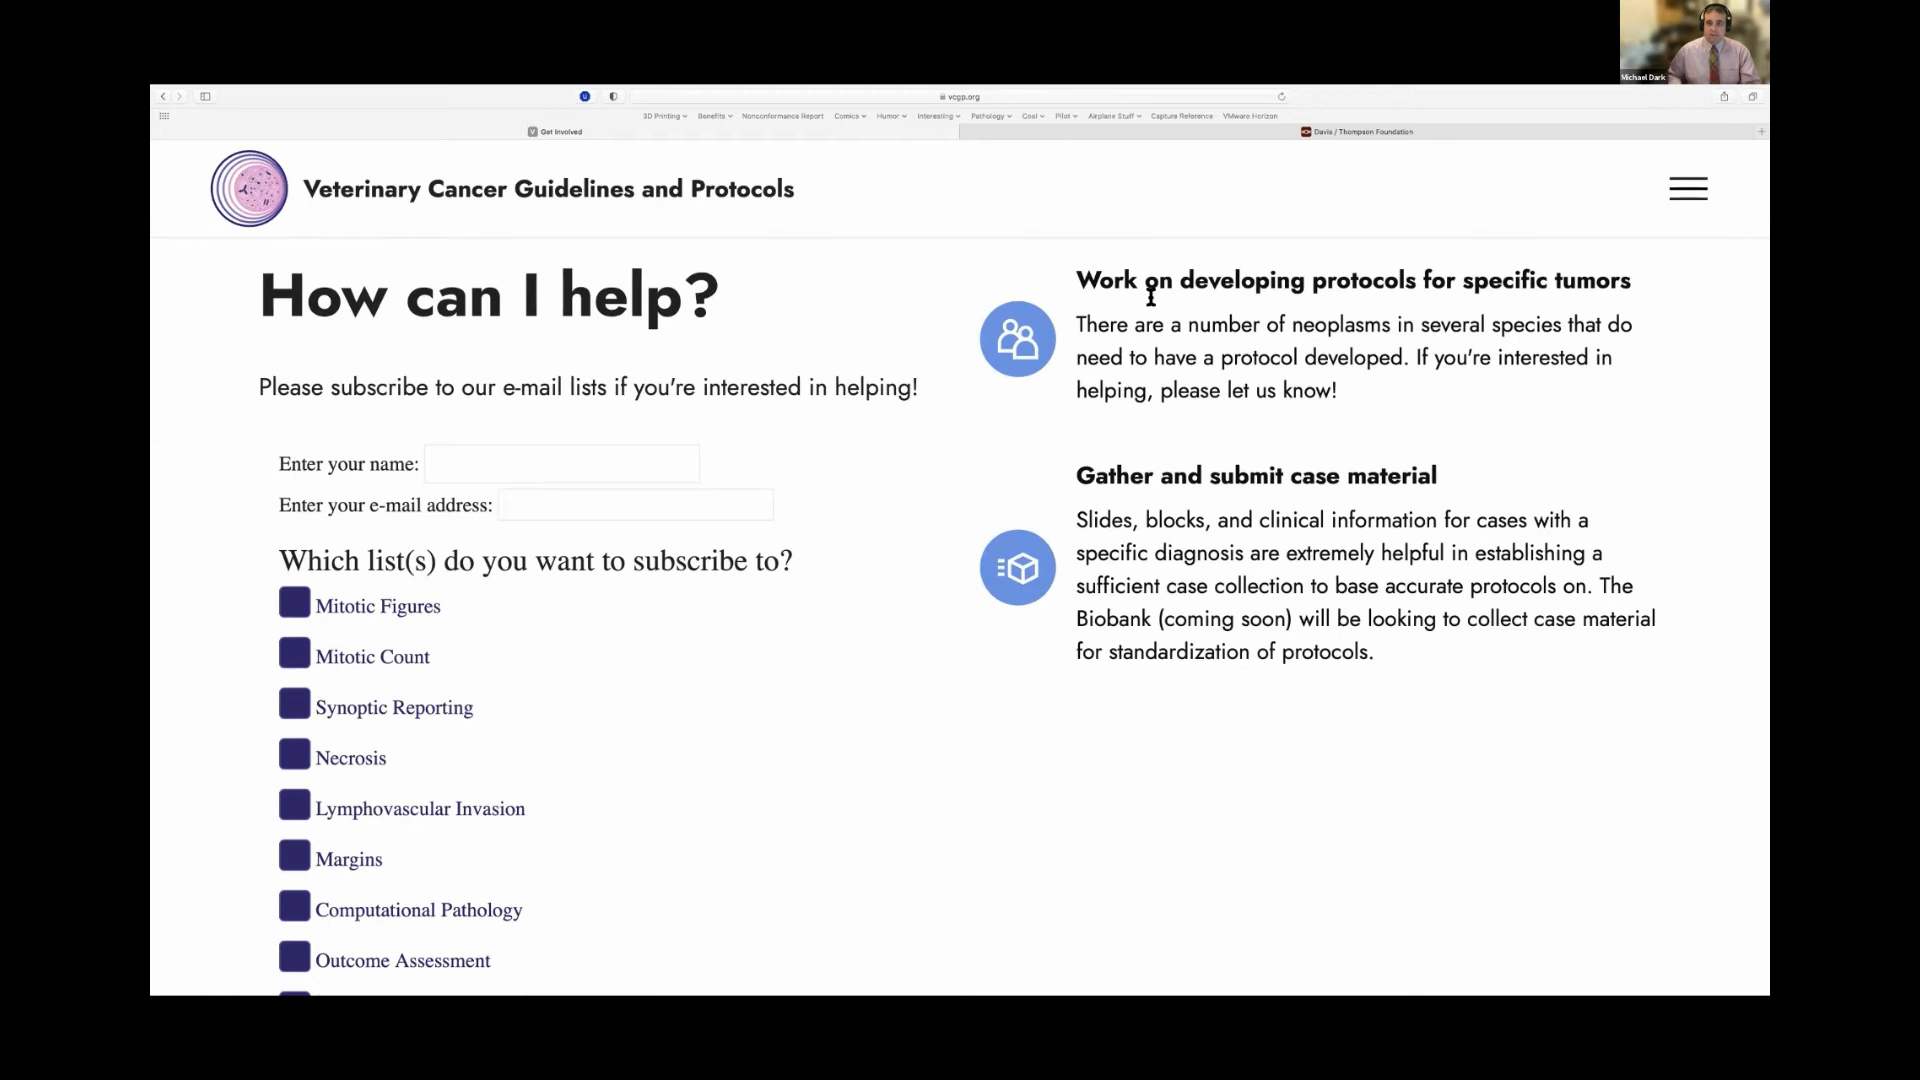 Michael Dark
vcgp.org
3D Printing Benefits Nonconformance Report Comics Humor Interesting Pathology Cool Pilot Airplane Stuff Capture Reference VMware Horizon
Get Involved
Davis / Thompson Foundation
Veterinary Cancer Guidelines and Protocols
How can I help?
Please subscribe to our e-mail lists if you're interested in helping!
Enter your name:
Enter your e-mail address:
Which list(s) do you want to subscribe to?
Mitotic Figures
Mitotic Count
Synoptic Reporting
Necrosis
Lymphovascular Invasion
Margins
Computational Pathology
Outcome Assessment
Work on developing protocols for specific tumors
There are a number of neoplasms in several species that do
need to have a protocol developed. If you're interested in
helping, please let us know!
Gather and submit case material
Slides, blocks, and clinical information for cases with a
specific diagnosis are extremely helpful in establishing a
sufficient case collection to base accurate protocols on. The
Biobank (coming soon) will be looking to collect case material
for standardization of protocols.